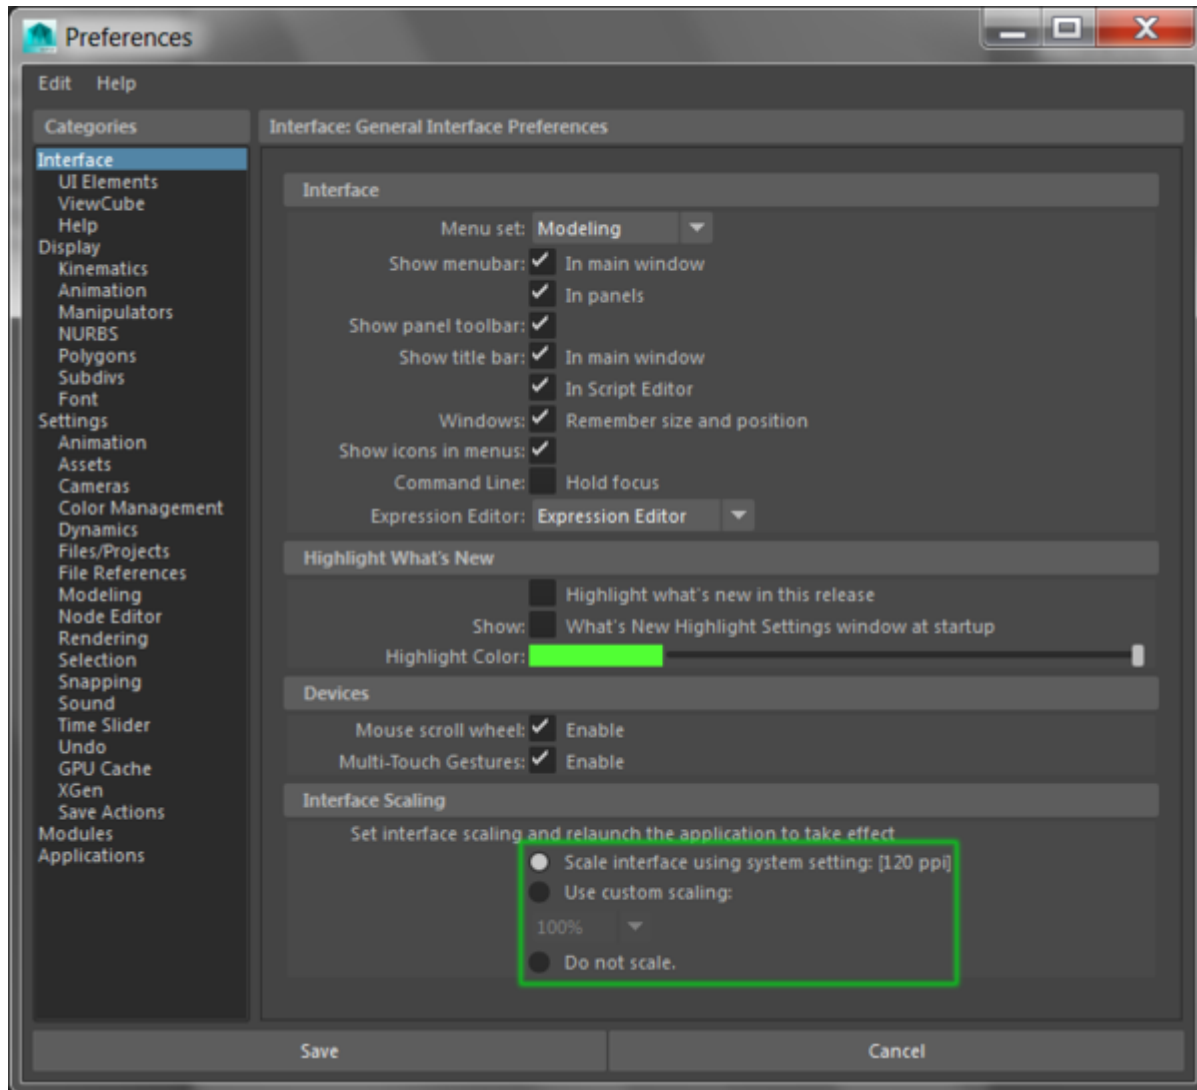 Preferences
Edit Help
Categories
Interface
UI Elements
ViewCube
Help
Display
Kinematics
Animation
Manipulators
NURBS
Polygons
Subdivs
Font
Settings
Animation
Assets
Cameras
Color Management
Dynamics
Files/Projects
File References
Modeling
Node Editor
Rendering
Selection
Snapping
Sound
Time Slider
Undo
GPU Cache
XGen
Save Actions
Modules
Applications
Interface: General Interface Preferences
Interface
Menu set: Modeling
Show menubar: In main window
In panels
Show panel toolbar:
Show title bar: In main window
In Script Editor
Windows: Remember size and position
Show icons in menus:
Command Line: Hold focus
Expression Editor: Expression Editor
Highlight What's New
Highlight what's new in this release
Show: What's New Highlight Settings window at startup
Highlight Color:
Devices
Mouse scroll wheel: Enable
Multi-Touch Gestures: Enable
Interface Scaling
Set interface scaling and relaunch the application to take effect
Scale interface using system setting: [120 ppi]
Use custom scaling:
100%
Do not scale.
Save Cancel